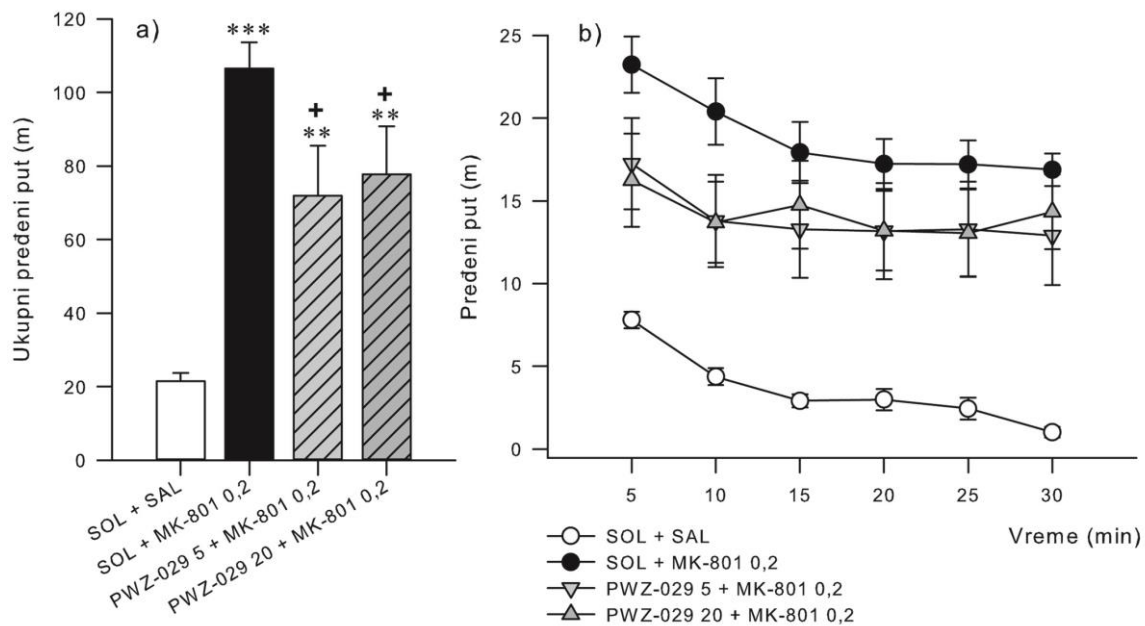 a)
Ukupni pređeni put (m)
120
100
80
60
40
20
0
***
+
**
+
**
SOL + SAL
SOL + MK-801 0,2
PWZ-029 5 + MK-801 0,2
PWZ-029 20 + MK-801 0,2
b)
Pređeni put (m)
25
20
15
10
5
0
5 10 15 20 25 30
Vreme (min)
SOL + SAL
SOL + MK-801 0,2
PWZ-029 5 + MK-801 0,2
PWZ-029 20 + MK-801 0,2